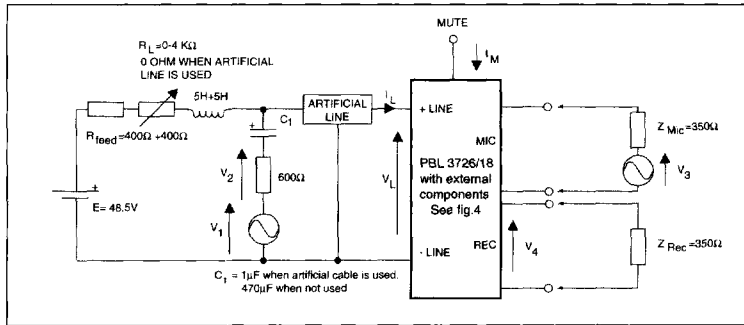 MUTE
I_M
R_L =0-4 KΩ
0 OHM WHEN ARTIFICIAL
LINE IS USED
5H+5H
C_1
ARTIFICIAL
LINE
I_L
+ LINE
R_feed=400Ω +400Ω
+
+
MIC
Z_Mic=350Ω
V_3
PBL 3726/18
with external
components
See fig.4
V_2
600Ω
V_L
E= 48.5V
V_1
- LINE
REC
V_4
Z_Rec=350Ω
C_1 = 1μF when artificial cable is used.
470μF when not used